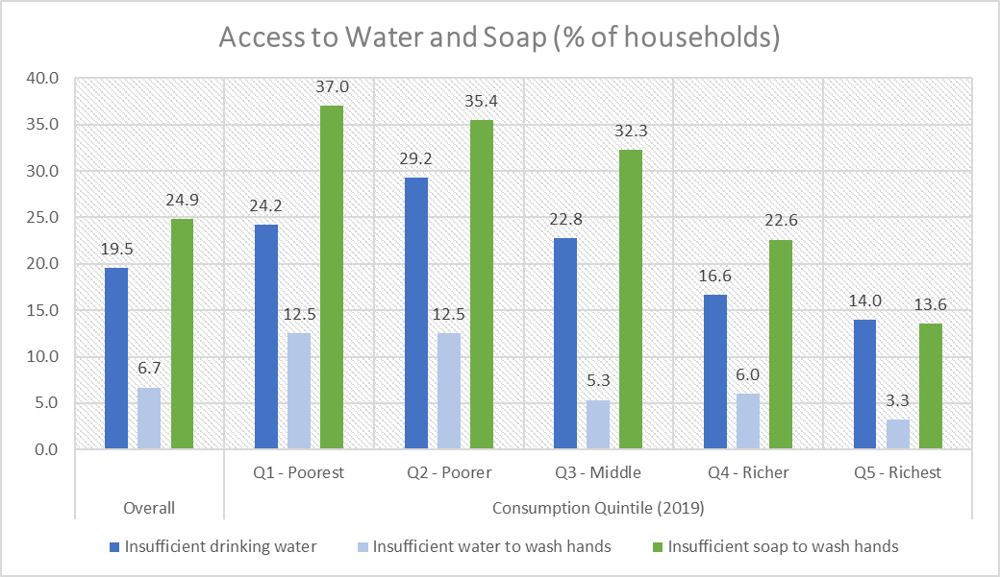 Access to Water and Soap (% of households)
40.0
35.0
30.0
25.0
20.0
15.0
10.0
5.0
0.0
19.5
6.7
24.9
24.2
12.5
37.0
29.2
12.5
35.4
22.8
5.3
32.3
16.6
6.0
22.6
14.0
3.3
13.6
Q1 - Poorest
Q2 - Poorer
Q3 - Middle
Q4 - Richer
Q5 - Richest
Overall
Consumption Quintile (2019)
Insufficient drinking water
Insufficient water to wash hands
Insufficient soap to wash hands